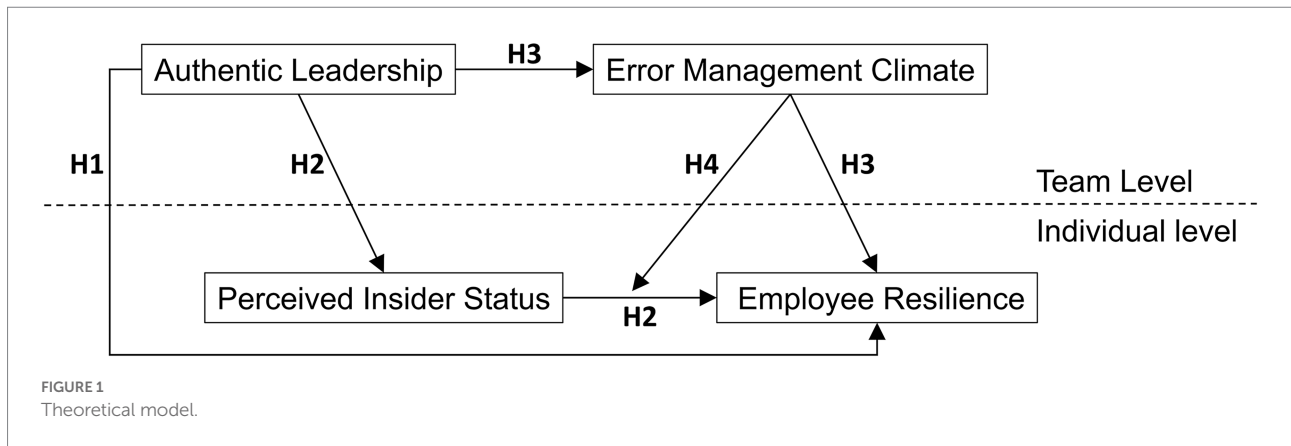 Authentic Leadership
H3
Error Management Climate
H1
H2
H4
H3
Team Level
Individual level
Perceived Insider Status
H2
Employee Resilience
FIGURE 1
Theoretical model.